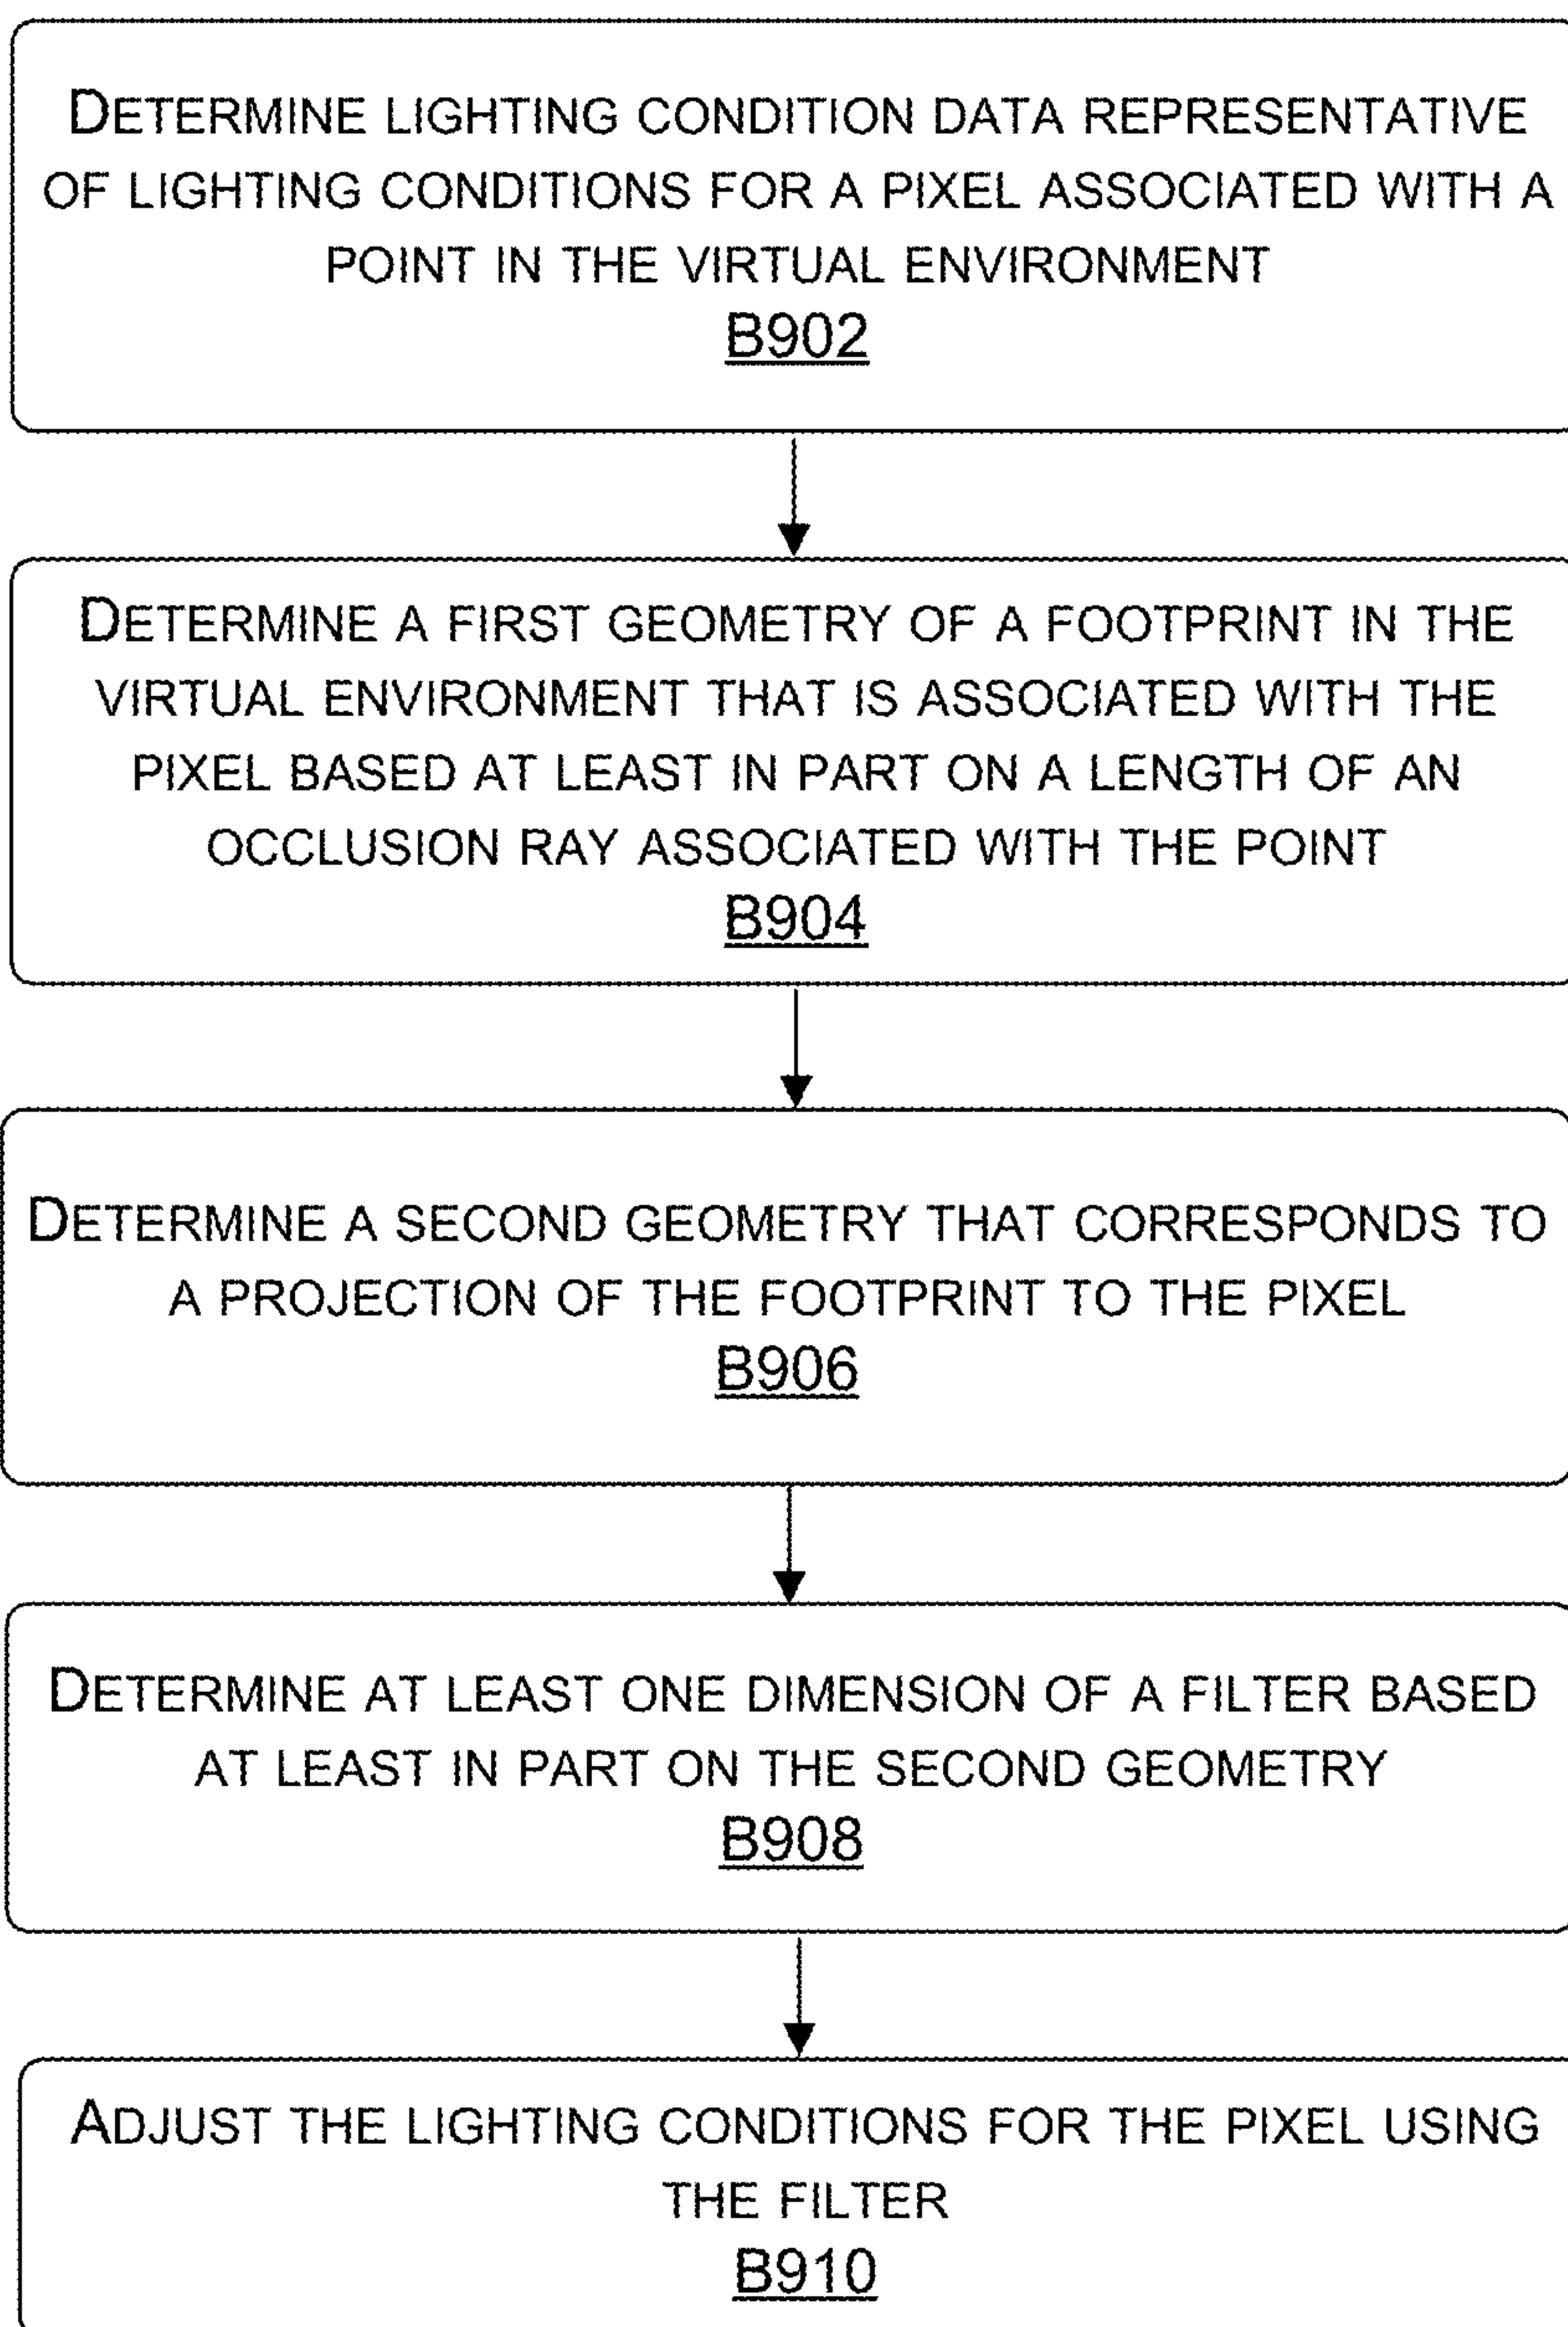 DETERMINE LIGHTING CONDITION DATA REPRESENTATIVE
OF LIGHTING CONDITIONS FOR A PIXEL ASSOCIATED WITH A
POINT IN THE VIRTUAL ENVIRONMENT
B902
DETERMINE A FIRST GEOMETRY OF A FOOTPRINT IN THE
VIRTUAL ENVIRONMENT THAT IS ASSOCIATED WITH THE
PIXEL BASED AT LEAST IN PART ON A LENGTH OF AN
OCCLUSION RAY ASSOCIATED WITH THE POINT
B904
DETERMINE A SECOND GEOMETRY THAT CORRESPONDS TO
A PROJECTION OF THE FOOTPRINT TO THE PIXEL
B906
DETERMINE AT LEAST ONE DIMENSION OF A FILTER BASED
AT LEAST IN PART ON THE SECOND GEOMETRY
B908
ADJUST THE LIGHTING CONDITIONS FOR THE PIXEL USING
THE FILTER
B910